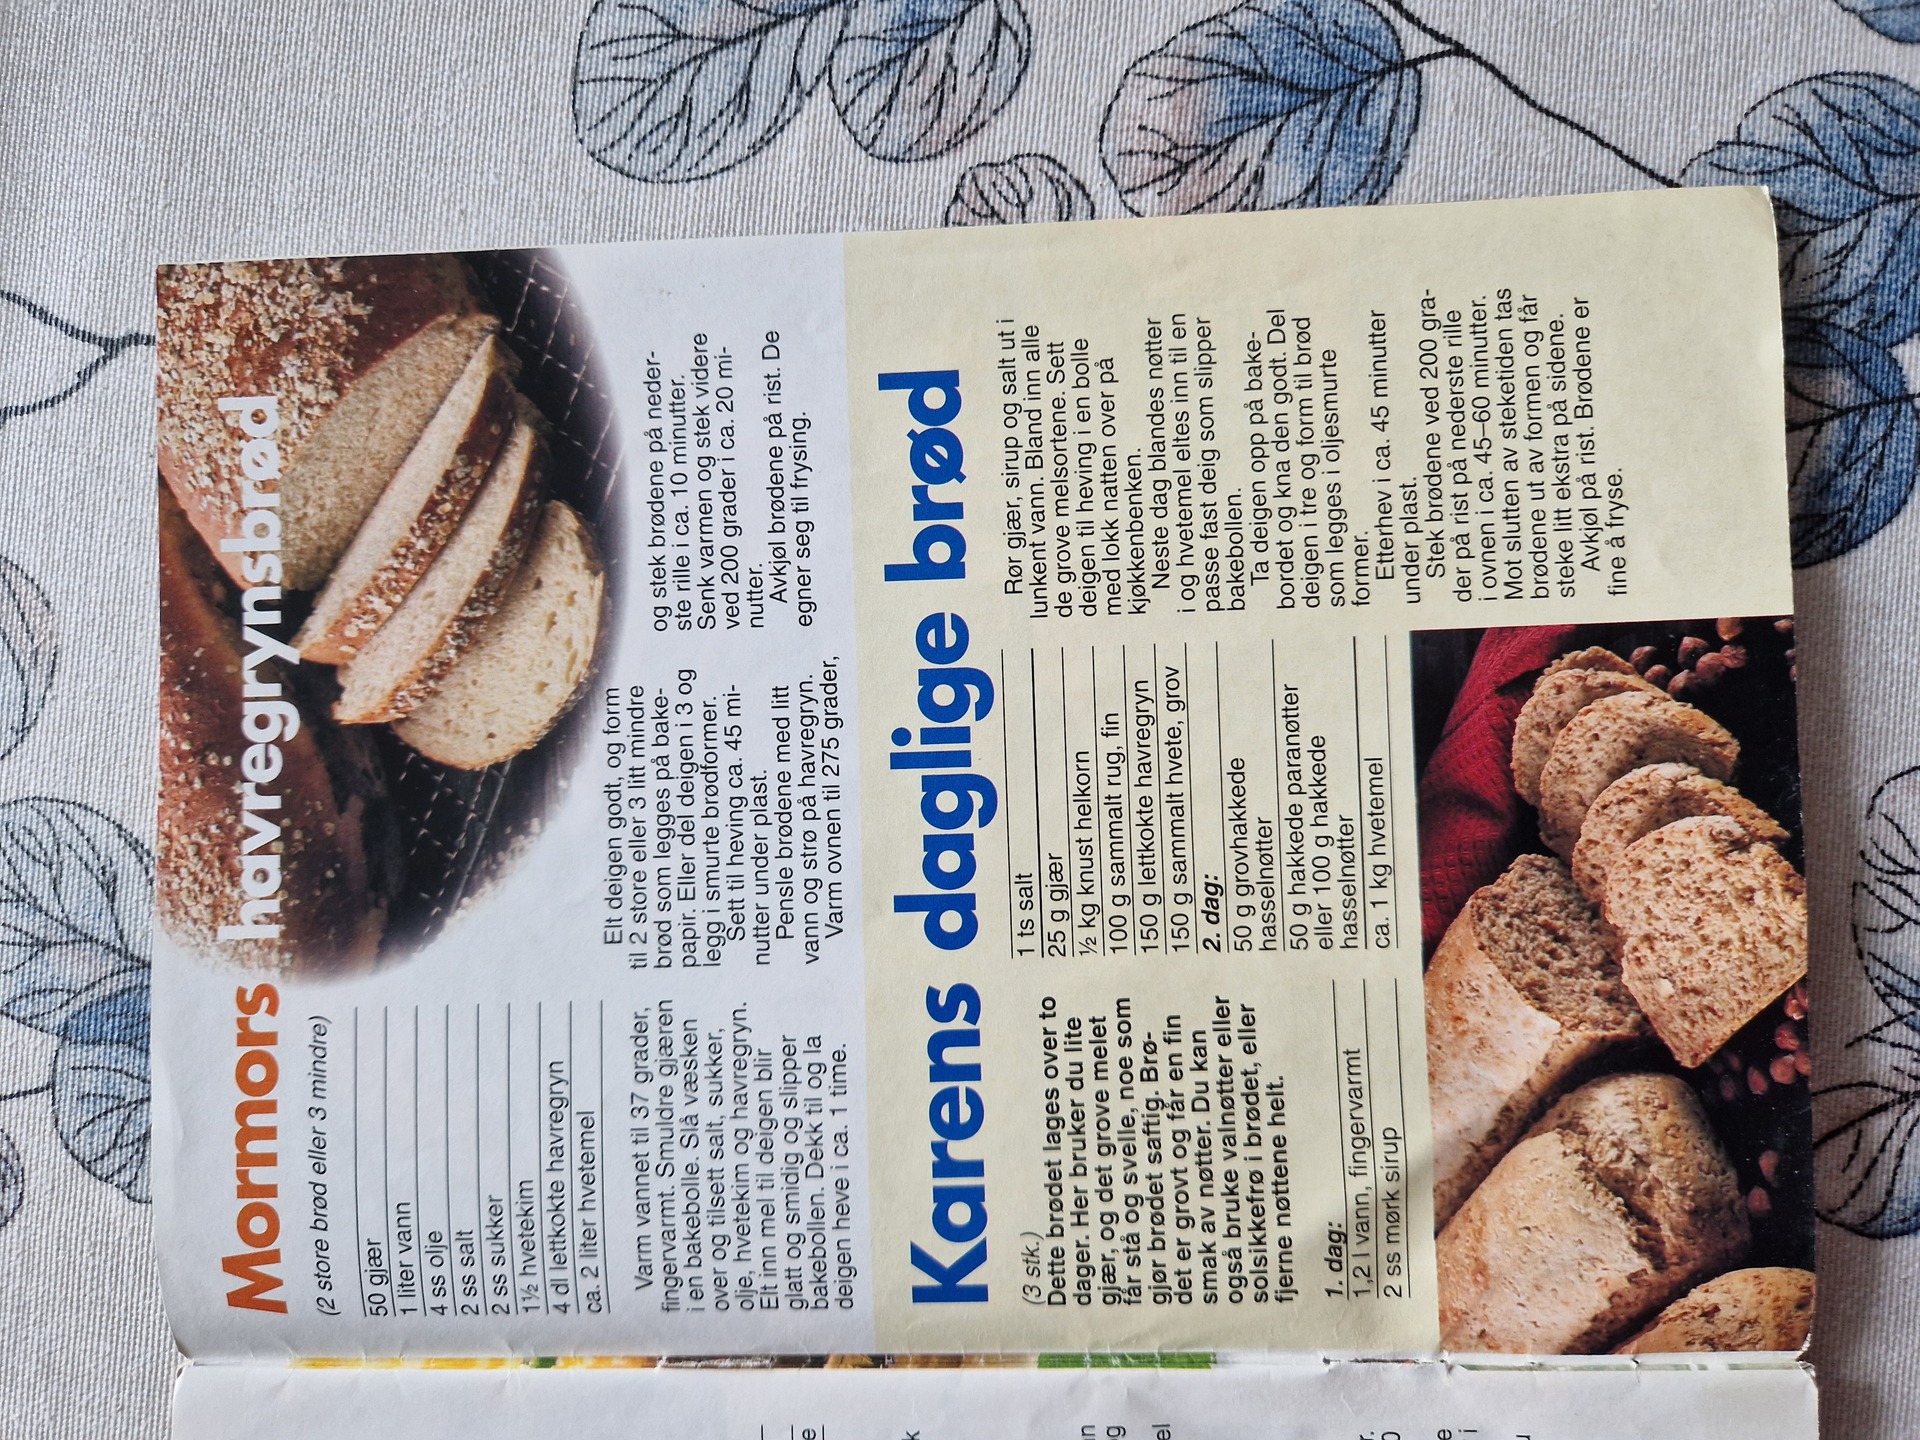 Mormors havregrynsbrød
(2 store brød eller 3 mindre)
50 gjær
1 liter vann
4 ss olje
2 ss salt
2 ss sukker
1½ hvetekim
4 dl lettkokte havregryn
ca. 2 liter hvetemel
Varm vannet til 37 grader,
fingervarmt. Smuldre gjæren
i en bakebolle. Slå væsken
over og tilsett salt, sukker,
olje, hvetekim og havregryn.
Elt inn mel til deigen blir
glatt og smidig og slipper
bakebollen. Dekk til og la
deigen heve i ca. 1 time.
Elt deigen godt, og form
til 2 store eller 3 litt mindre
brød som legges på bake-
papir. Eller del deigen i 3 og
legg i smurte brødformer.
Sett til heving ca. 45 mi-
nutter under plast.
Pensle brødene med litt
vann og strø på havregryn.
Varm ovnen til 275 grader,
og stek brødene på neder-
ste rille i ca. 10 minutter.
Senk varmen og stek videre
ved 200 grader i ca. 20 mi-
nutter.
Avkjøl brødene på rist. De
egner seg til frysing.
Karens daglige brød
(3 stk.)
Dette brødet lages over to
dager. Her bruker du lite
gjær, og det grove melet
får stå og svelle, noe som
gjør brødet saftig. Brø-
det er grovt og får en fin
smak av nøtter. Du kan
også bruke valnøtter eller
solsikkefrø i brødet, eller
fjerne nøttene helt.
1. dag:
1,2 l vann, fingervarmt
2 ss mørk sirup
1 ts salt
25 g gjær
½ kg knust helkorn
100 g sammalt rug, fin
150 g lettkokte havregryn
150 g sammalt hvete, grov
2. dag:
50 g grovhakkede
hasselnøtter
50 g hakkede paranøtter
eller 100 g hakkede
hasselnøtter
ca. 1 kg hvetemel
Rør gjær, sirup og salt ut i
lunkent vann. Bland inn alle
de grove melsortene. Sett
deigen til heving i en bolle
med lokk natten over på
kjøkkenbenken.
Neste dag blandes nøtter
i og hvetemel eltes inn til en
passe fast deig som slipper
bakebollen.
Ta deigen opp på bake-
bordet og kna den godt. Del
deigen i tre og form til brød
som legges i oljesmurte
former.
Etterhev i ca. 45 minutter
under plast.
Stek brødene ved 200 gra-
der på rist på nederste rille
i ovnen i ca. 45–60 minutter.
Mot slutten av steketiden tas
brødene ut av formen og får
steke litt ekstra på sidene.
Avkjøl på rist. Brødene er
fine å fryse.